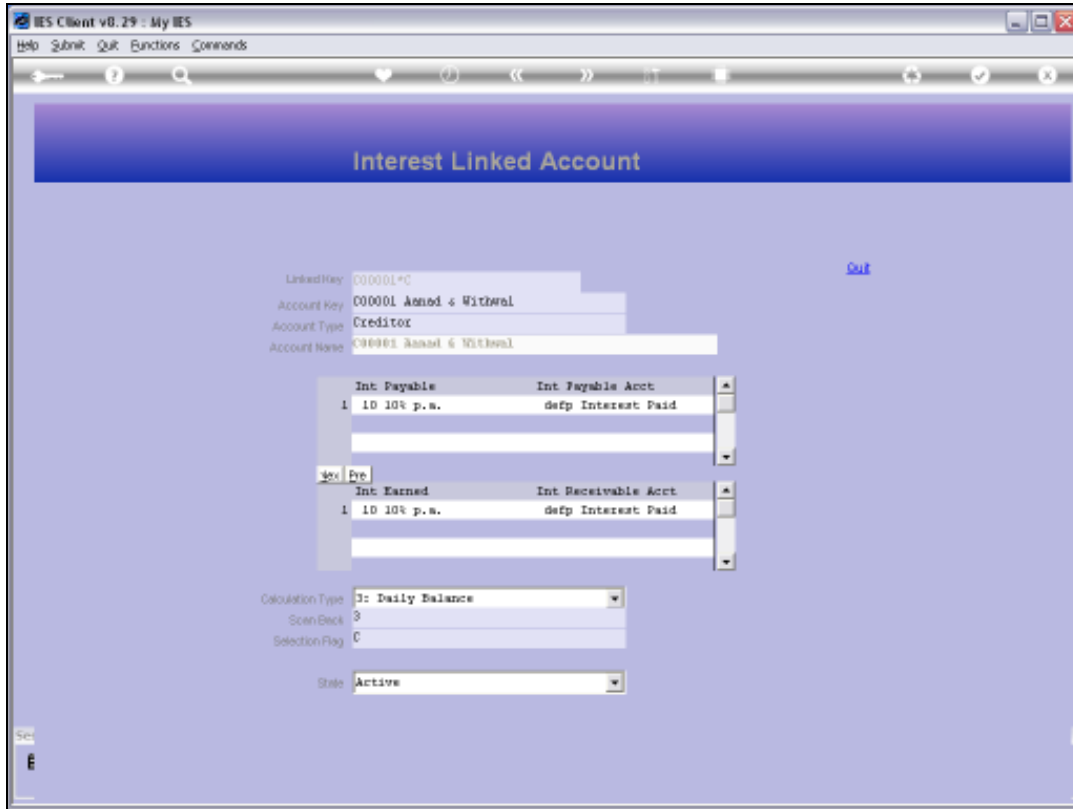 IES Client v8.29 : My IES
Help Submit Quit Functions Commands
Interest Linked Account
Quit
Linked Key C00001*C
Account Key C00001 Annad & Withwal
Account Type Creditor
Account Name C00001 Annad & Withwal
Int Payable Int Payable Acct
1 10 10% p.a. defp Interest Paid
Nex Pre
Int Earned Int Receivable Acct
1 10 10% p.a. defp Interest Paid
Calculation Type 3: Daily Balance
Scan Back 3
Selection Flag C
State Active
Ses